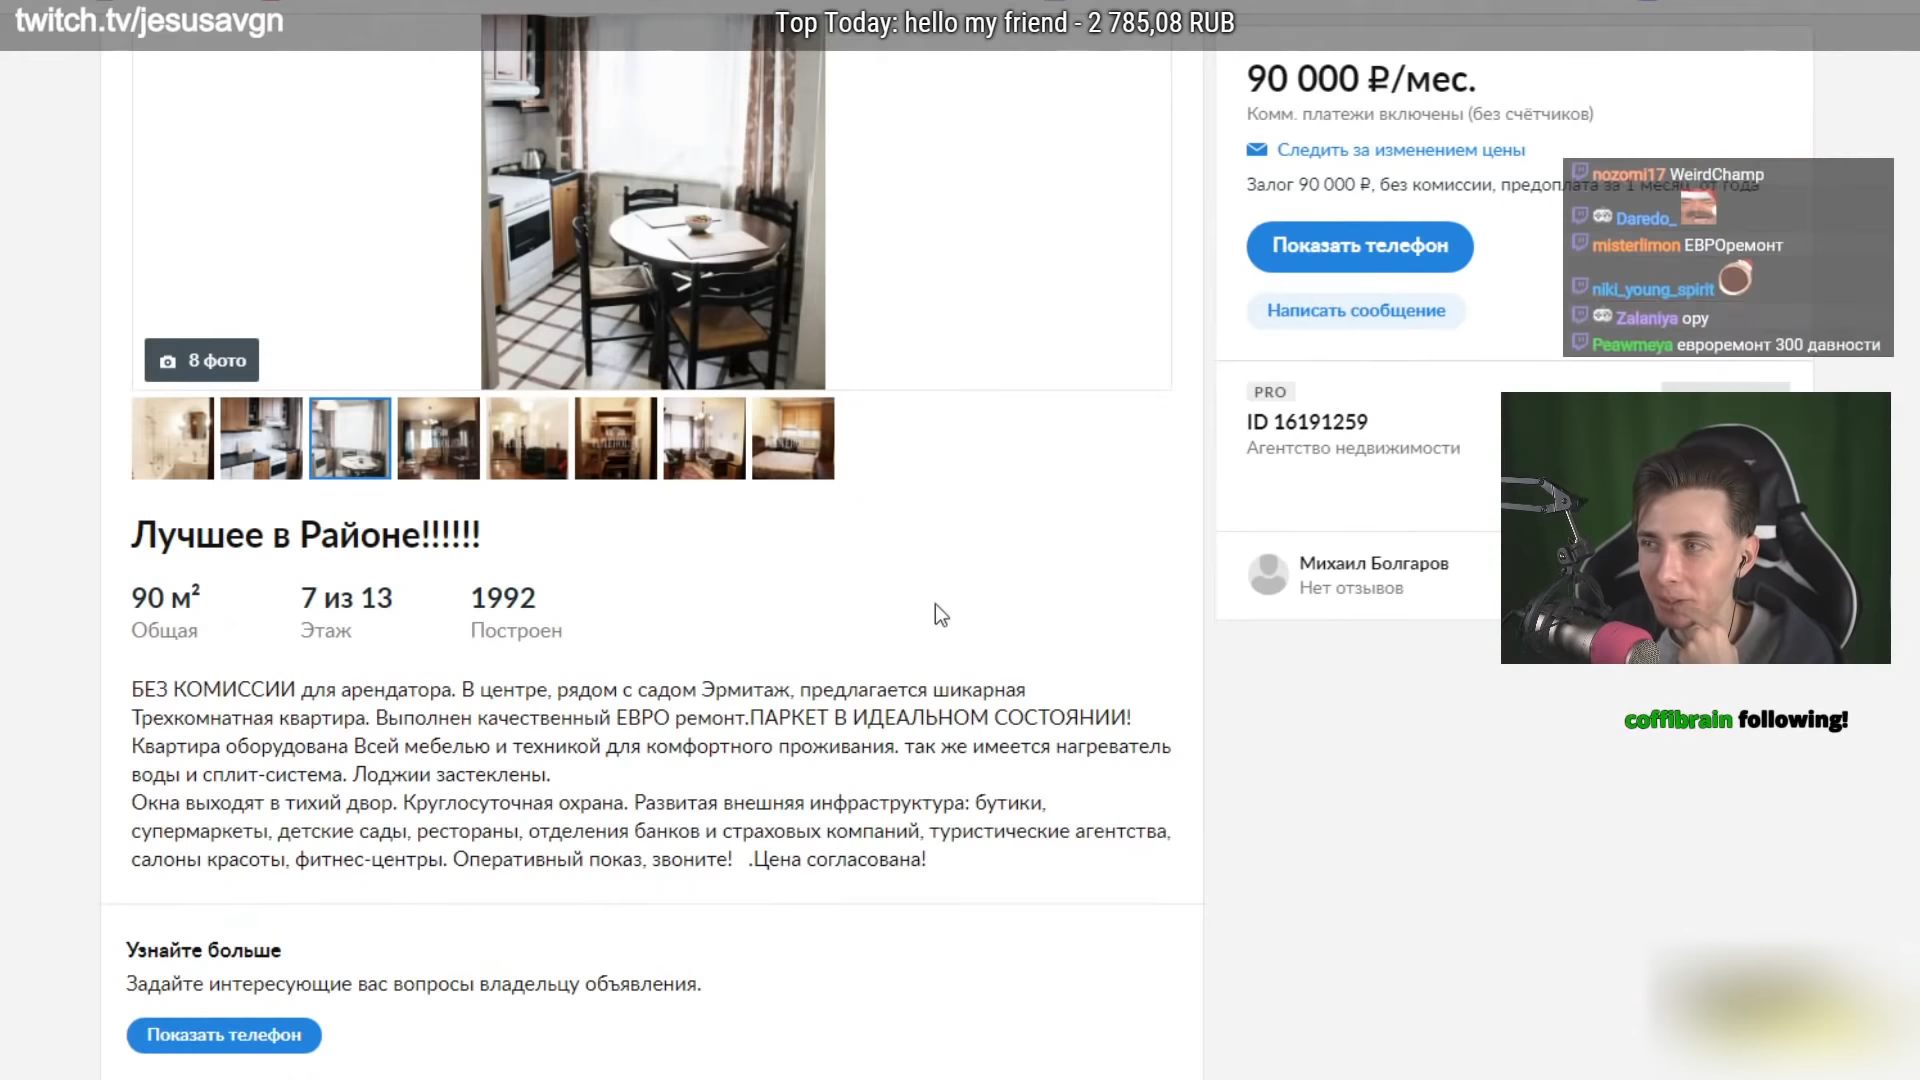 twitch.tv/jesusavgn
Top Today: hello my friend - 2 785,08 RUB
90 000 ₽/мес.
Комм. платежи включены (без счётчиков)
Следить за изменением цены
Залог 90 000 ₽, без комиссии, предоплата за 1 месяц, от года
Показать телефон
Написать сообщение
nozomi17 WeirdChamp
Daredo_
misterlimon ЕВРОремонт
niki_young_spirit
Zalaniya ору
Peawmeya евроремонт 300 давности
8 фото
PRO
ID 16191259
Агентство недвижимости
Михаил Болгаров
Нет отзывов
coffibrain following!
Лучшее в Районе!!!!!!
90 м² 7 из 13 1992
Общая Этаж Построен
БЕЗ КОМИССИИ для арендатора. В центре, рядом с садом Эрмитаж, предлагается шикарная
Трехкомнатная квартира. Выполнен качественный ЕВРО ремонт.ПАРКЕТ В ИДЕАЛЬНОМ СОСТОЯНИИ!
Квартира оборудована Всей мебелью и техникой для комфортного проживания. так же имеется нагреватель
воды и сплит-система. Лоджии застеклены.
Окна выходят в тихий двор. Круглосуточная охрана. Развитая внешняя инфраструктура: бутики,
супермаркеты, детские сады, рестораны, отделения банков и страховых компаний, туристические агентства,
салоны красоты, фитнес-центры. Оперативный показ, звоните! .Цена согласована!
Узнайте больше
Задайте интересующие вас вопросы владельцу объявления.
Показать телефон